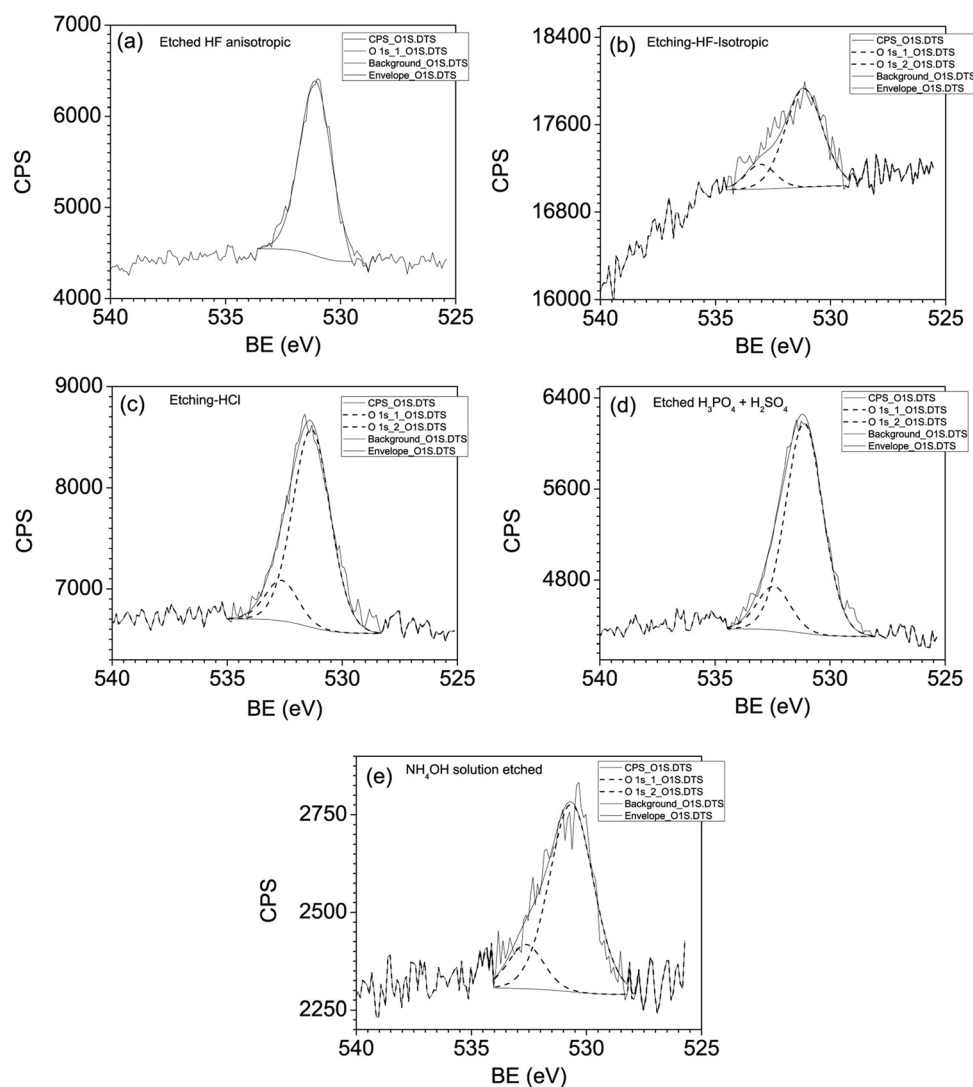 (a) Etched HF anisotropic
CPS_O1S.DTS
O 1s_1_O1S.DTS
Background_O1S.DTS
Envelope_O1S.DTS
7000
6000
5000
4000
CPS
540 535 530 525
BE (eV)
(b) Etching-HF-Isotropic
CPS_O1S.DTS
O 1s_1_O1S.DTS
O 1s_2_O1S.DTS
Background_O1S.DTS
Envelope_O1S.DTS
18400
17600
16800
16000
CPS
540 535 530 525
BE (eV)
(c) Etching-HCl
CPS_O1S.DTS
O 1s_1_O1S.DTS
O 1s_2_O1S.DTS
Background_O1S.DTS
Envelope_O1S.DTS
9000
8000
7000
CPS
540 535 530 525
BE (eV)
(d) Etched H₃PO₄ + H₂SO₄
CPS_O1S.DTS
O 1s_1_O1S.DTS
O 1s_2_O1S.DTS
Background_O1S.DTS
Envelope_O1S.DTS
6400
5600
4800
CPS
540 535 530 525
BE (eV)
(e) NH₄OH solution etched
CPS_O1S.DTS
O 1s_1_O1S.DTS
O 1s_2_O1S.DTS
Background_O1S.DTS
Envelope_O1S.DTS
2750
2500
2250
CPS
540 535 530 525
BE (eV)